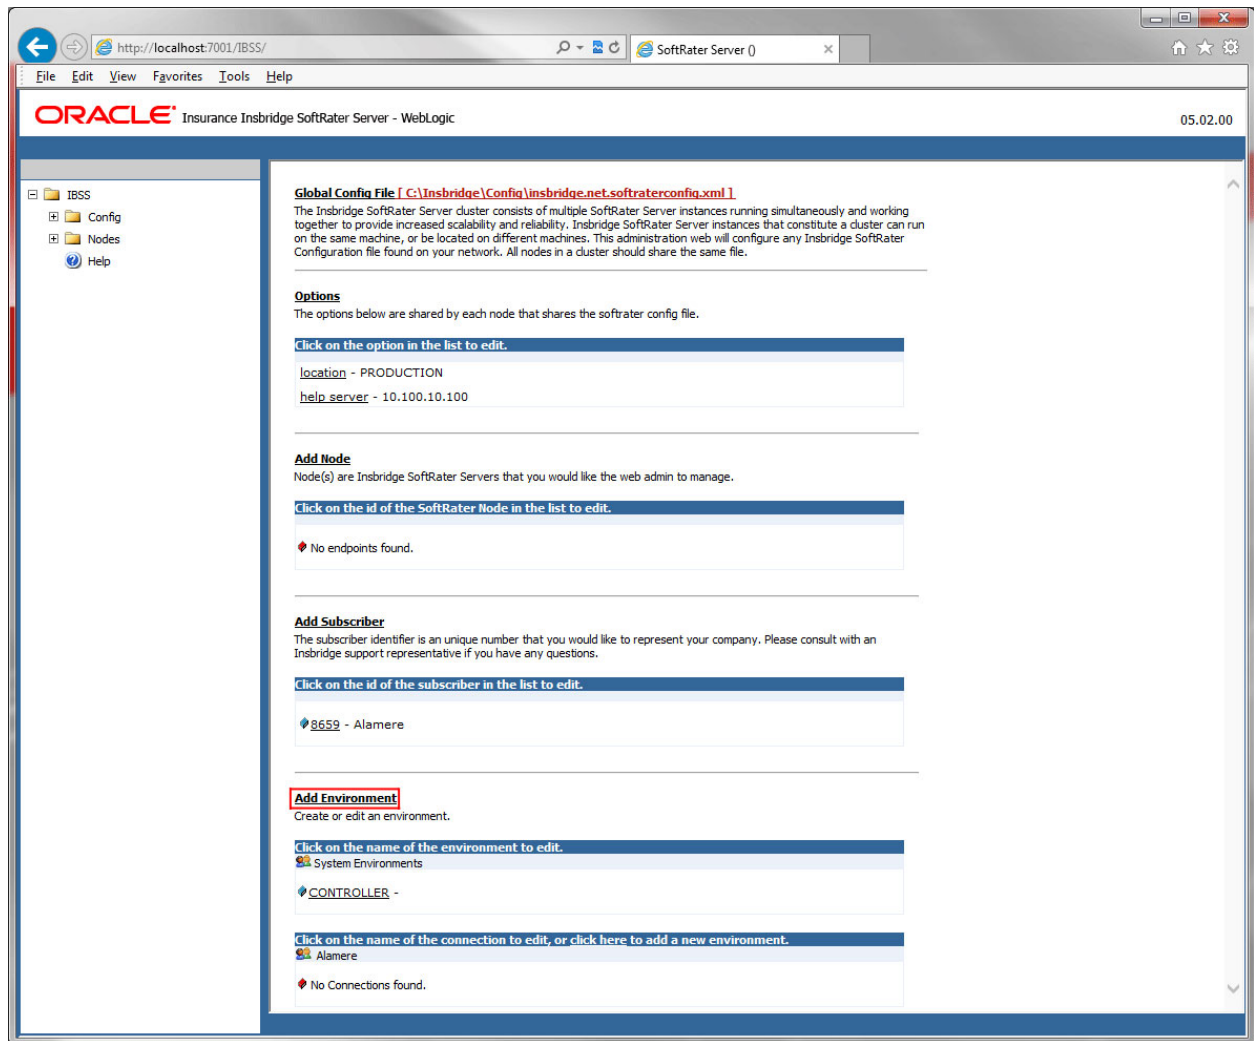 http://localhost:7001/IBSS/
SoftRater Server ()
File Edit View Favorites Tools Help
ORACLE Insurance Insbridge SoftRater Server - WebLogic
05.02.00
IBSS
Config
Nodes
Help
Global Config File [ C:\Insbridge\Config\insbridge.net.softraterconfig.xml ]
The Insbridge SoftRater Server cluster consists of multiple SoftRater Server instances running simultaneously and working
together to provide increased scalability and reliability. Insbridge SoftRater Server instances that constitute a cluster can run
on the same machine, or be located on different machines. This administration web will configure any Insbridge SoftRater
Configuration file found on your network. All nodes in a cluster should share the same file.
Options
The options below are shared by each node that shares the softrater config file.
Click on the option in the list to edit.
location - PRODUCTION
help server - 10.100.10.100
Add Node
Node(s) are Insbridge SoftRater Servers that you would like the web admin to manage.
Click on the id of the SoftRater Node in the list to edit.
No endpoints found.
Add Subscriber
The subscriber identifier is an unique number that you would like to represent your company. Please consult with an
Insbridge support representative if you have any questions.
Click on the id of the subscriber in the list to edit.
8659 - Alamere
Add Environment
Create or edit an environment.
Click on the name of the environment to edit.
System Environments
CONTROLLER -
Click on the name of the connection to edit, or click here to add a new environment.
Alamere
No Connections found.